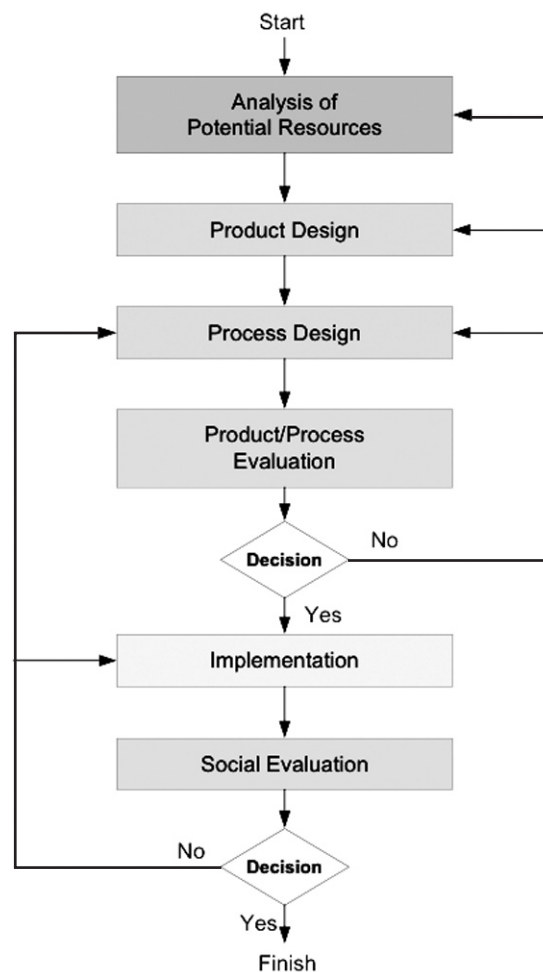 Start
Analysis of
Potential Resources
Product Design
Process Design
Product/Process
Evaluation
Decision
No
Yes
Implementation
Social Evaluation
No
Decision
Yes
Finish